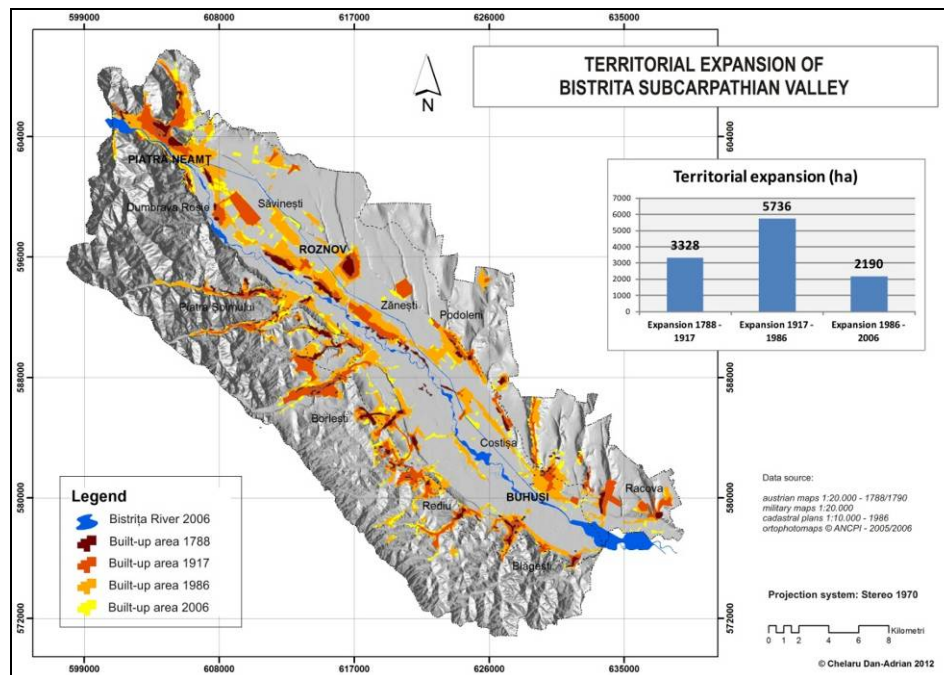 599000 608000 617000 626000 635000
TERRITORIAL EXPANSION OF
BISTRITA SUBCARPATHIAN VALLEY
N
604000 604000
PIATRA NEAMȚ
Dumbrava Roșie
Săvinești
ROZNOV
596000
Zănești
Piatra Șoimului
Podoleni
588000 588000
Borlești
Costișa
BUHUȘI
Racova
580000 580000
Rediu
Blăgești
572000 572000
Territorial expansion (ha)
7000
6000
5000
4000
3000
2000
1000
0
3328
5736
2190
Expansion 1788 -
1917
Expansion 1917 -
1986
Expansion 1986 -
2006
Legend
Bistrița River 2006
Built-up area 1788
Built-up area 1917
Built-up area 1986
Built-up area 2006
Data source:
austrian maps 1:20.000 - 1788/1790
military maps 1:20.000
cadastral plans 1:10.000 - 1986
ortophotomaps © ANCPI - 2005/2006
Projection system: Stereo 1970
Kilometri
0 1 2 4 6 8
© Chelaru Dan-Adrian 2012
599000 608000 617000 626000 635000